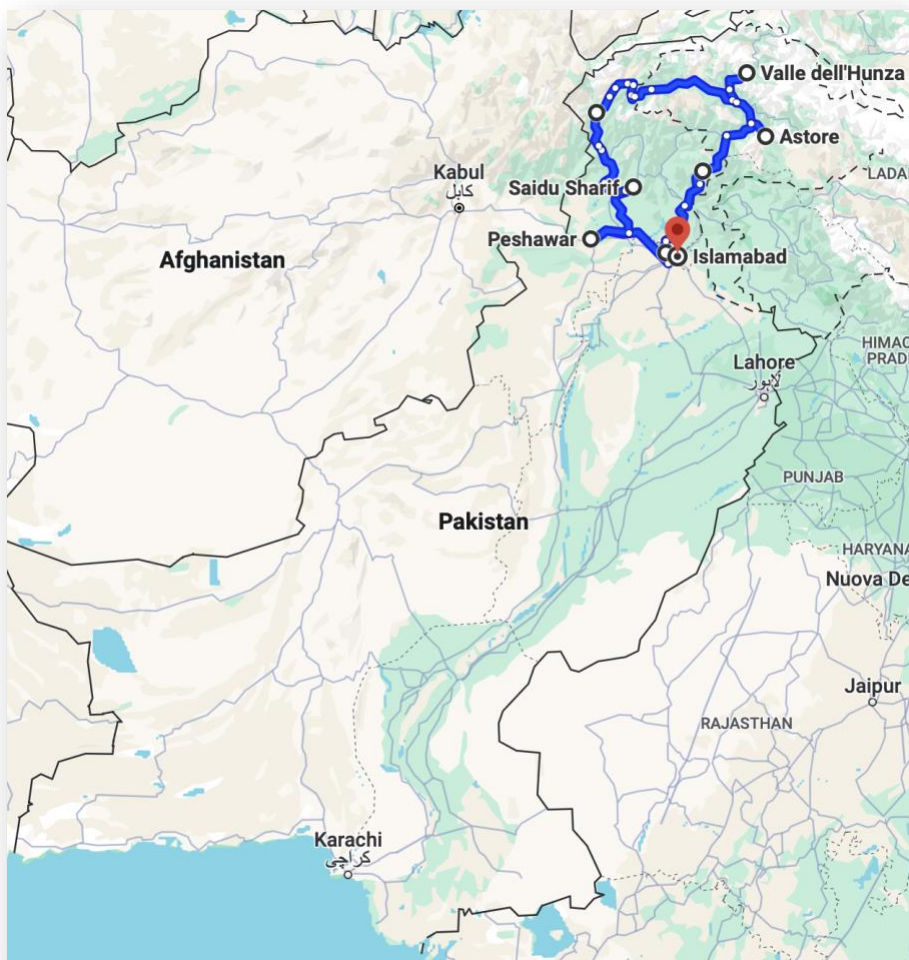 Valle dell'Hunza
Astore
Kabul
کابل
LADA
Saidu Sharif
Peshawar
Islamabad
Afghanistan
HIMAC
PRADE
Lahore
لاہور
PUNJAB
Pakistan
HARYANA
Nuova De
Jaipur
RAJASTHAN
Karachi
کراچی